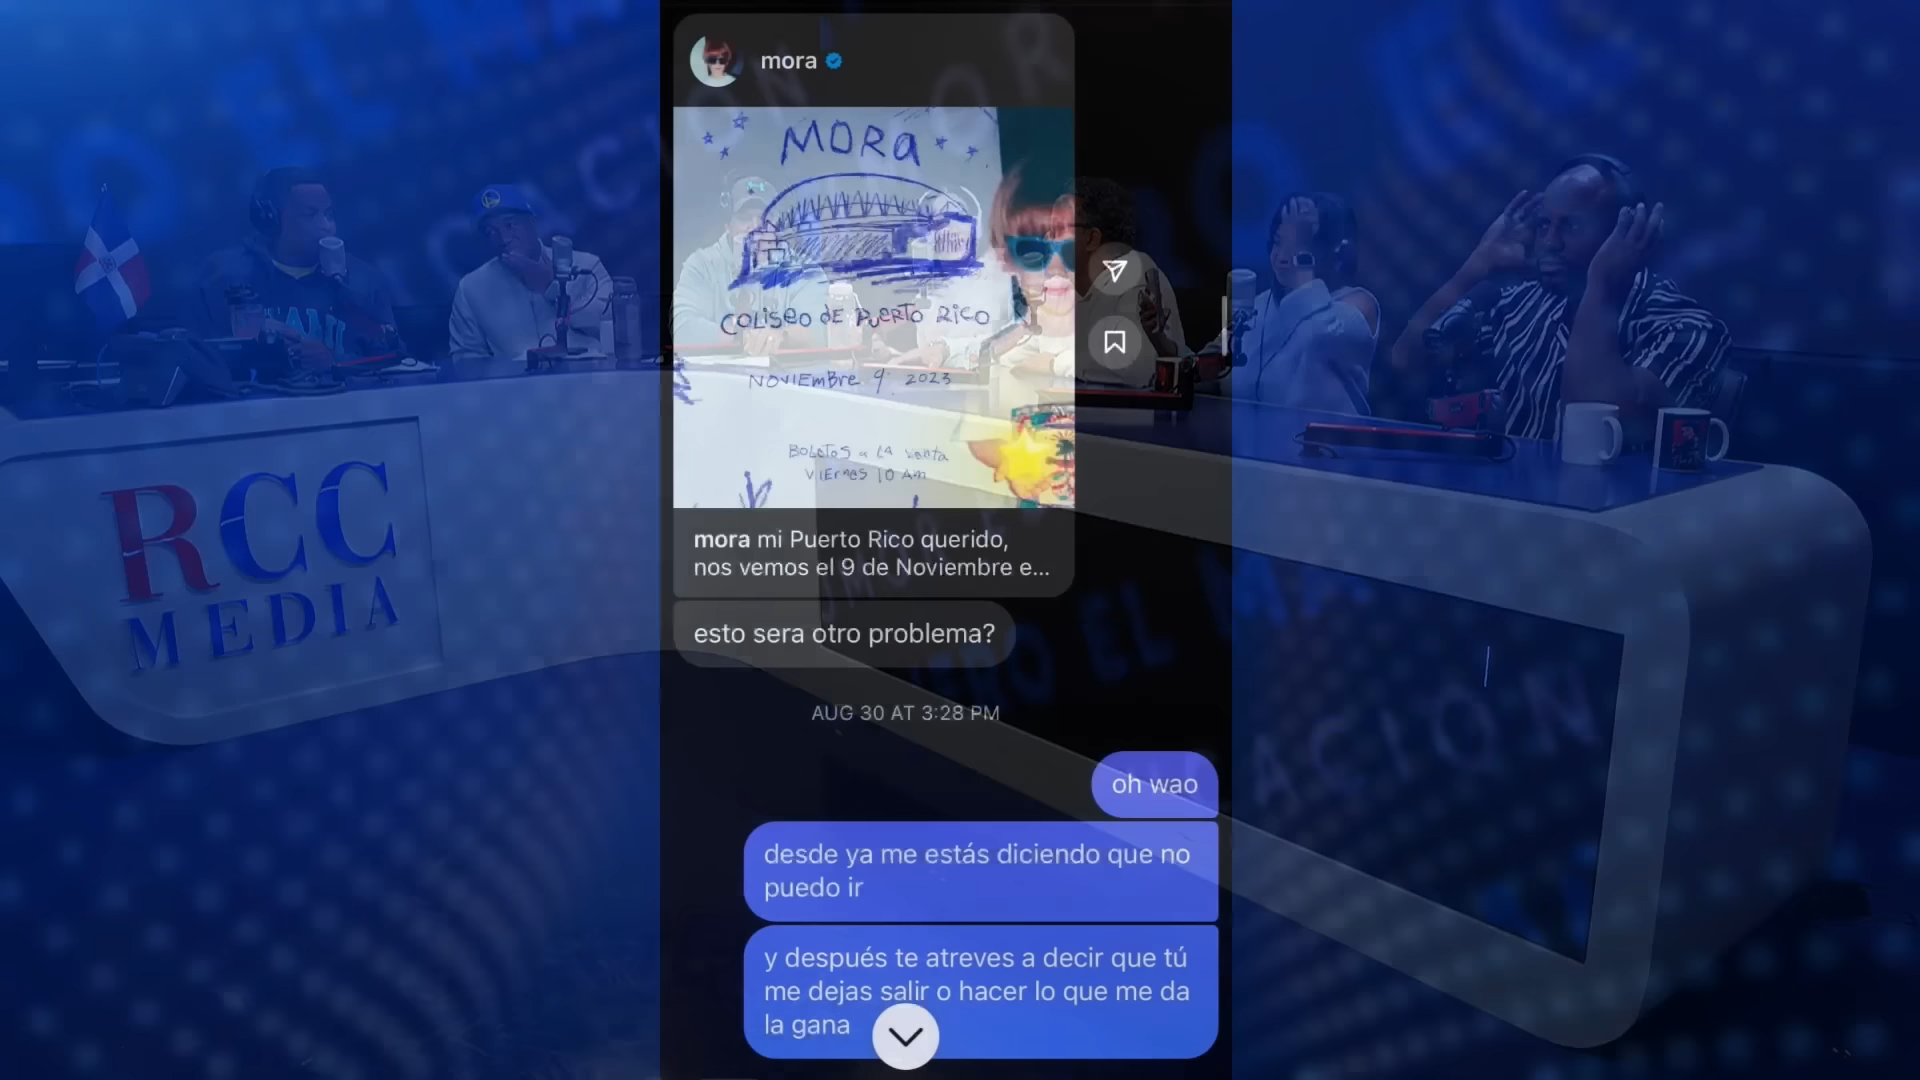 mora
MORa
COLISEO DE PUERTO RICO
NOVIEMBRE 9 2023
BOLETOS a LA VENTA
VIERNES 10 AM
mora mi Puerto Rico querido,
nos vemos el 9 de Noviembre e...
esto sera otro problema?
AUG 30 AT 3:28 PM
oh wao
desde ya me estás diciendo que no
puedo ir
y después te atreves a decir que tú
me dejas salir o hacer lo que me da
la gana
RCC
MEDIA